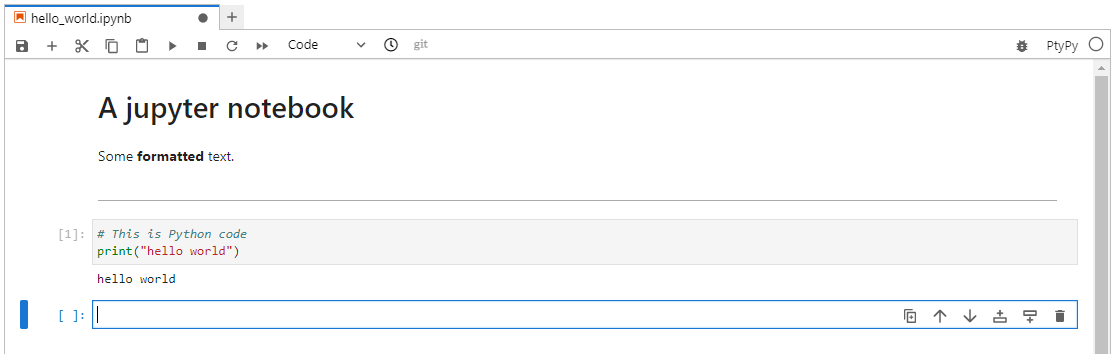 hello_world.ipynb
+
Code git PtyPy
A jupyter notebook
Some formatted text.
[1]: # This is Python code
print("hello world")
hello world
[ ]: